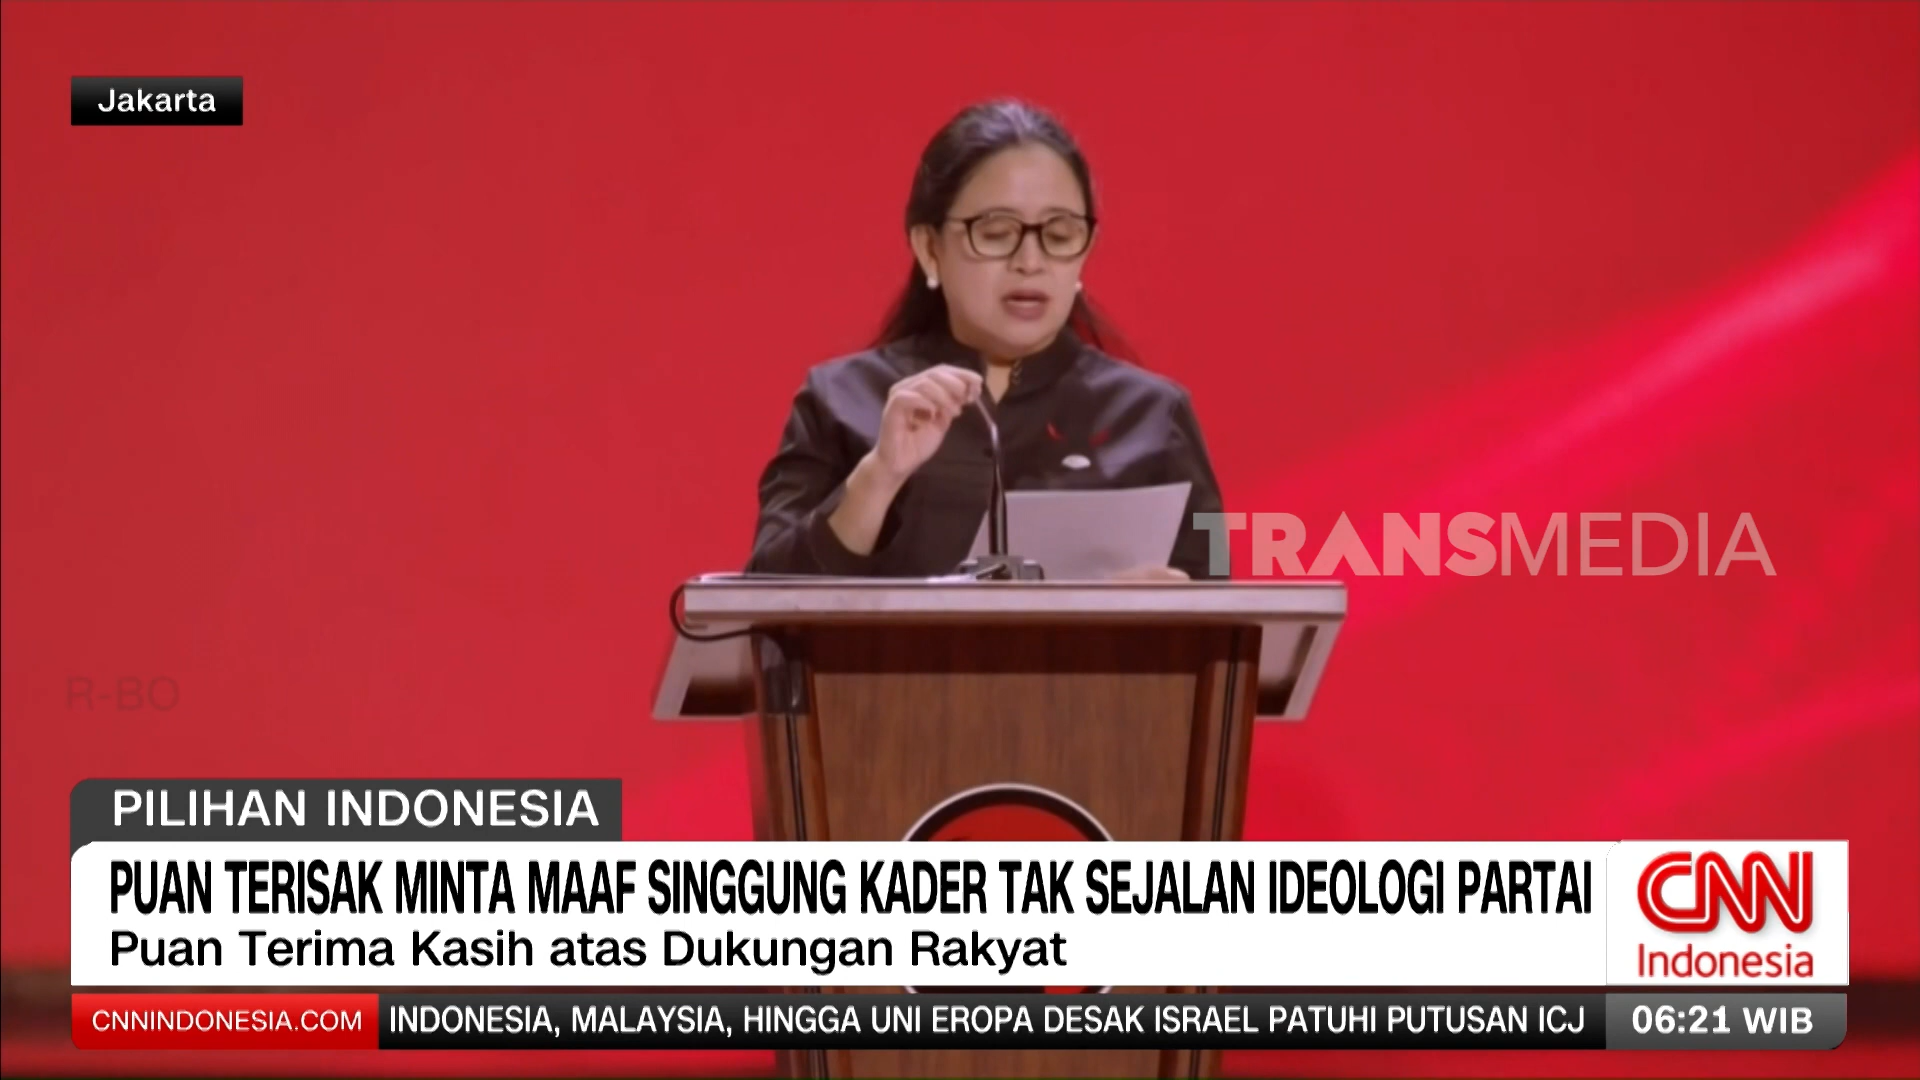 Jakarta
TRANSMEDIA
R-BO
PILIHAN INDONESIA
PUAN TERISAK MINTA MAAF SINGGUNG KADER TAK SEJALAN IDEOLOGI PARTAI
Puan Terima Kasih atas Dukungan Rakyat
CNN
Indonesia
CNNINDONESIA.COM
INDONESIA, MALAYSIA, HINGGA UNI EROPA DESAK ISRAEL PATUHI PUTUSAN ICJ
06:21 WIB